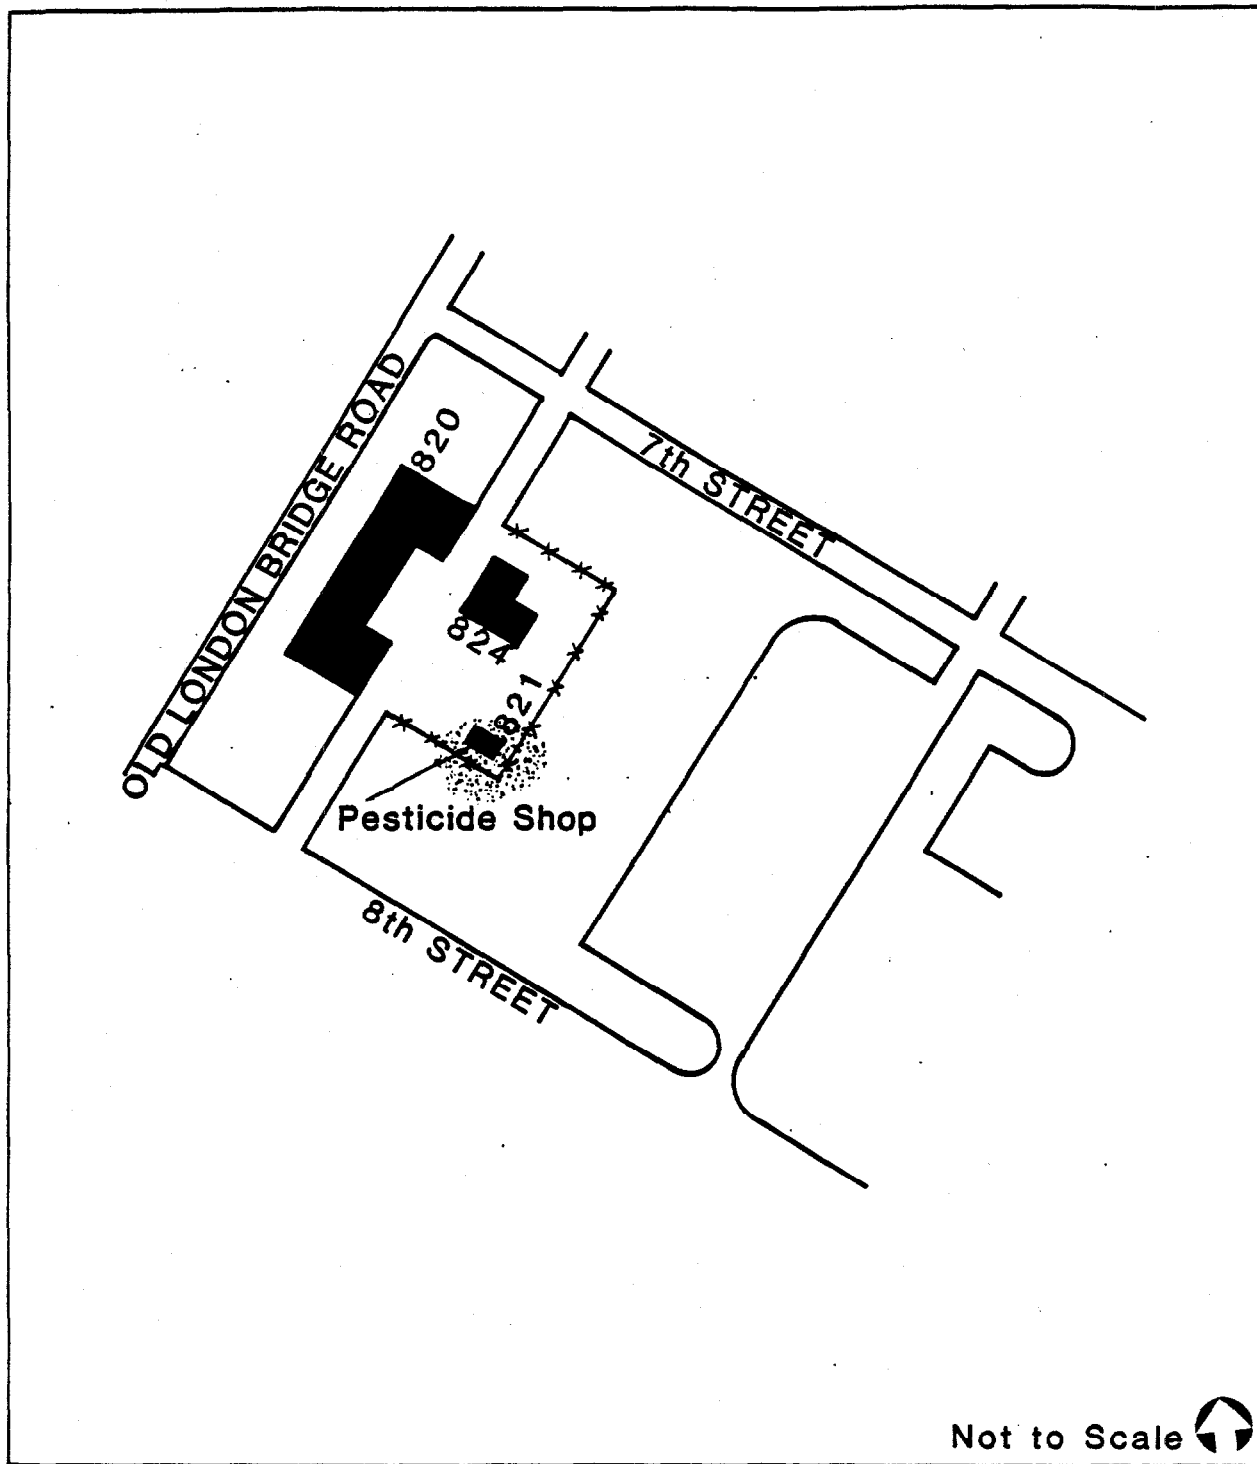 OLD LONDON BRIDGE ROAD
820
7th STREET
824
821
Pesticide Shop
8th STREET
Not to Scale